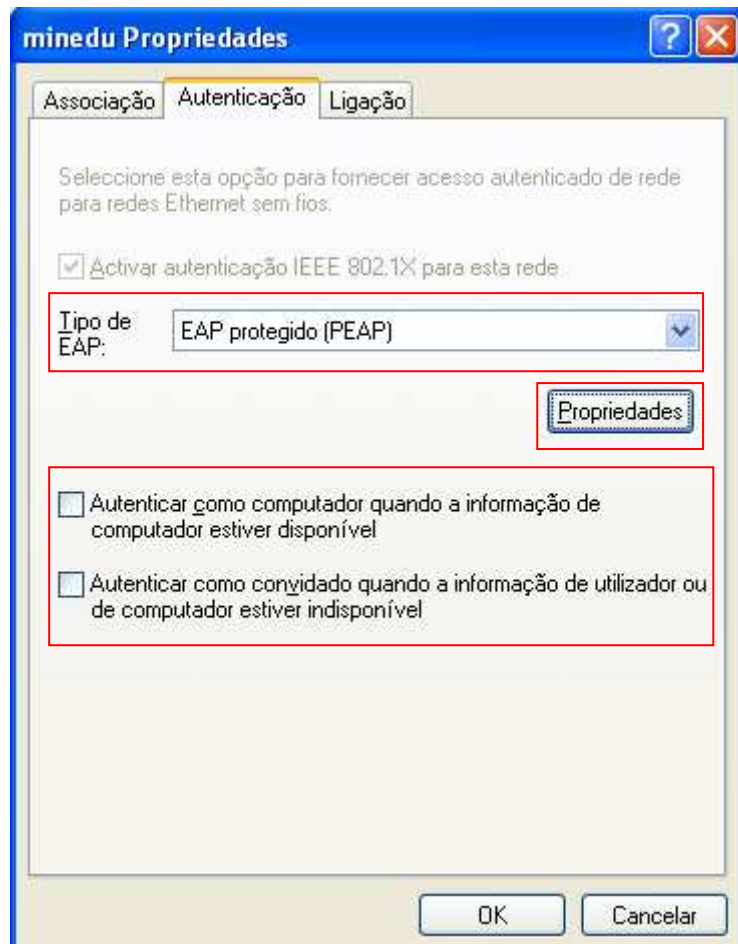 minedu Propriedades
Associação Autenticação Ligação
Seleccione esta opção para fornecer acesso autenticado de rede
para redes Ethernet sem fios.
Activar autenticação IEEE 802.1X para esta rede
Tipo de
EAP:
EAP protegido (PEAP)
Propriedades
Autenticar como computador quando a informação de
computador estiver disponível
Autenticar como convidado quando a informação de utilizador ou
de computador estiver indisponível
OK Cancelar